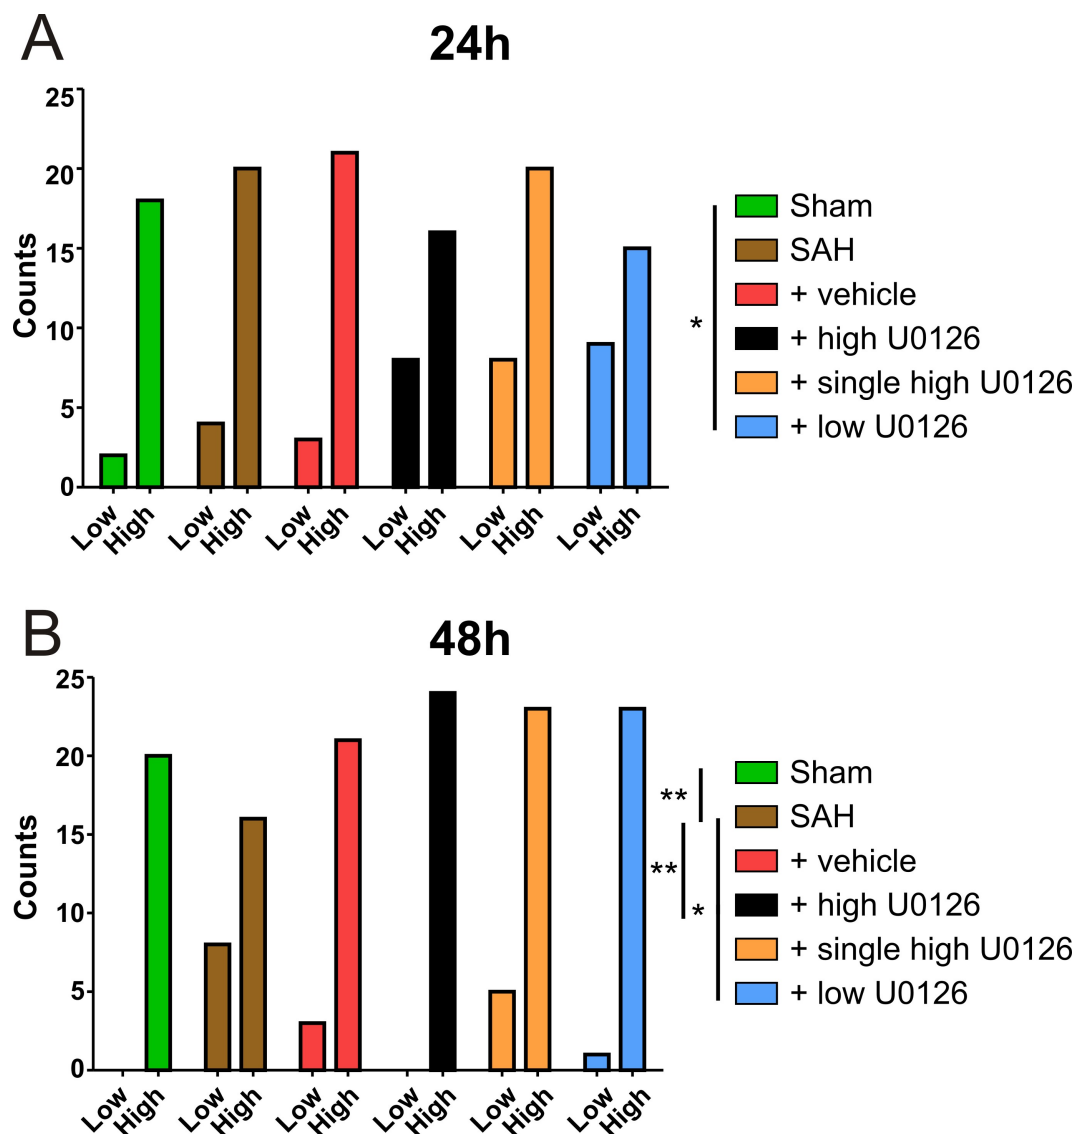 A
24h
25
20
15
10
5
0
Counts
Low High Low High Low High Low High Low High Low High
*
Sham
SAH
+ vehicle
+ high U0126
+ single high U0126
+ low U0126
B
48h
25
20
15
10
5
0
Counts
Low High Low High Low High Low High Low High Low High
**
**
*
Sham
SAH
+ vehicle
+ high U0126
+ single high U0126
+ low U0126